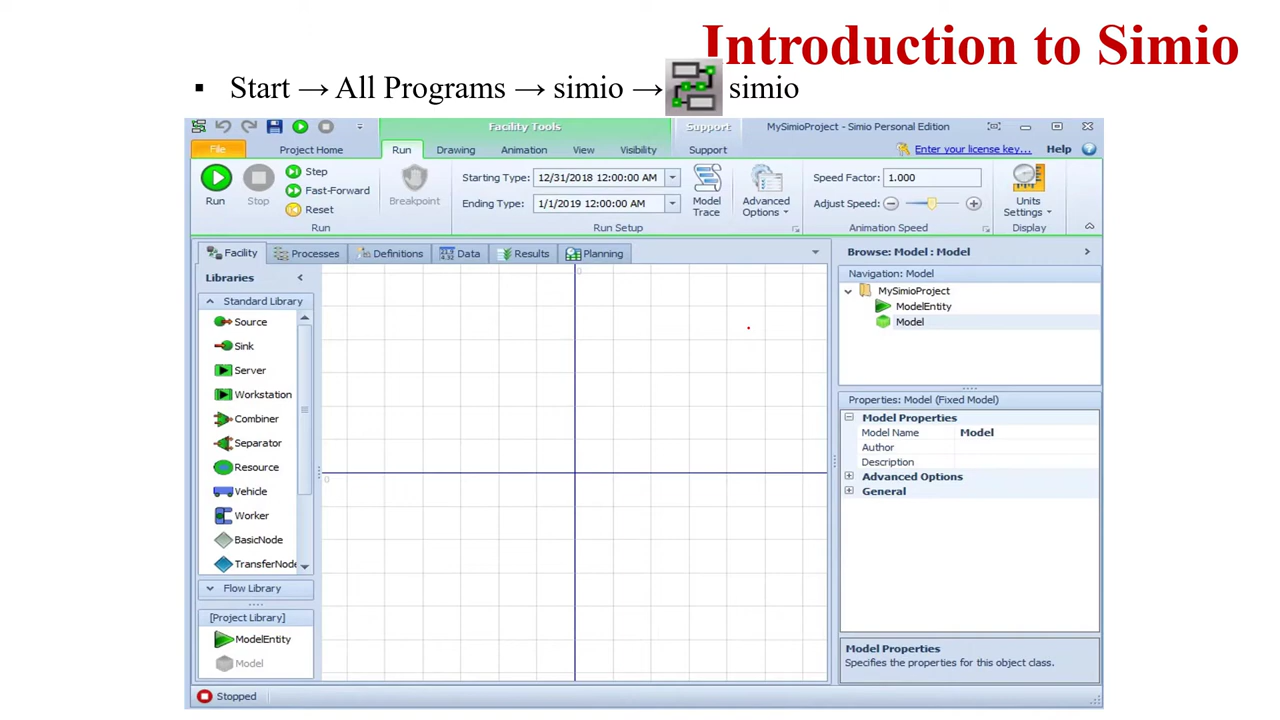 Introduction to Simio
▪ Start → All Programs → simio → simio
Facility Tools Support MySimioProject - Simio Personal Edition
File Project Home Run Drawing Animation View Visibility Support Enter your license key... Help
Run Stop Step Fast-Forward Reset Breakpoint
Starting Type: 12/31/2018 12:00:00 AM
Ending Type: 1/1/2019 12:00:00 AM
Model Trace
Advanced Options
Speed Factor: 1.000
Adjust Speed:
Units Settings
Run Run Setup Animation Speed Display
Facility Processes Definitions Data Results Planning
Libraries
Standard Library
Source
Sink
Server
Workstation
Combiner
Separator
Resource
Vehicle
Worker
BasicNode
TransferNode
Flow Library
[Project Library]
ModelEntity
Model
0
0
Browse: Model : Model
Navigation: Model
MySimioProject
ModelEntity
Model
Properties: Model (Fixed Model)
Model Properties
Model Name Model
Author
Description
Advanced Options
General
Model Properties
Specifies the properties for this object class.
Stopped